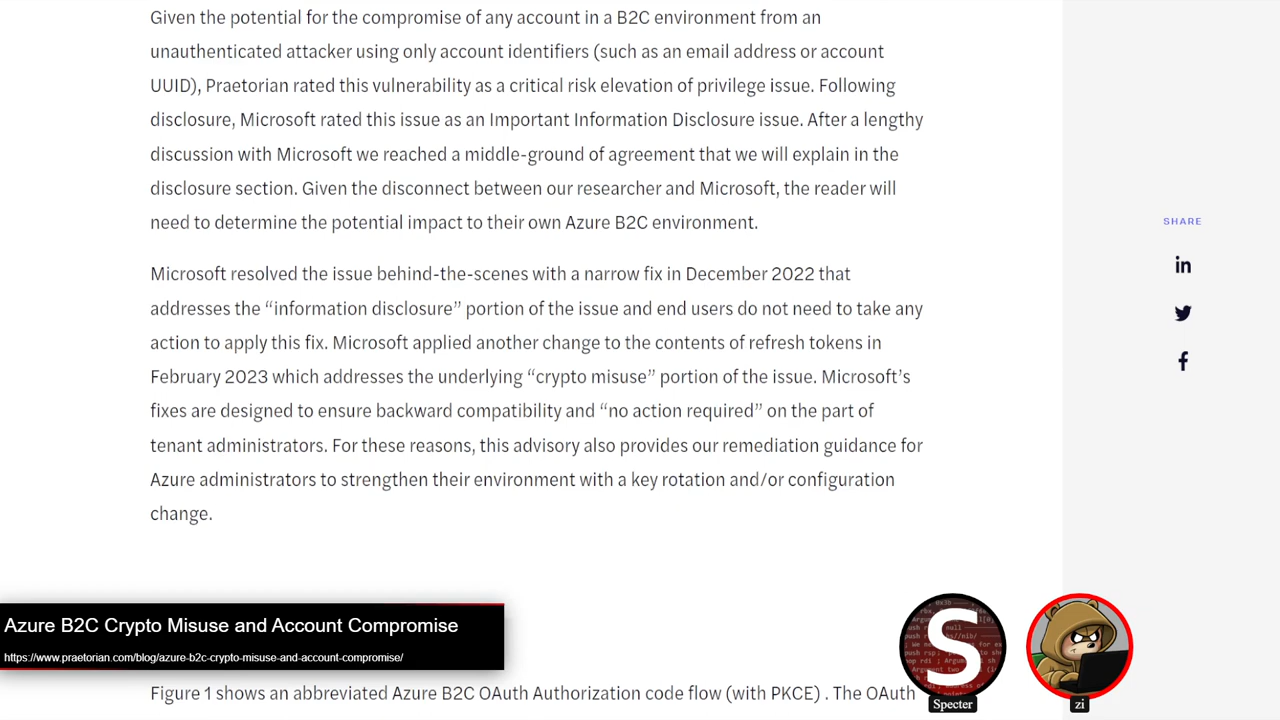 Given the potential for the compromise of any account in a B2C environment from an
unauthenticated attacker using only account identifiers (such as an email address or account
UUID), Praetorian rated this vulnerability as a critical risk elevation of privilege issue. Following
disclosure, Microsoft rated this issue as an Important Information Disclosure issue. After a lengthy
discussion with Microsoft we reached a middle-ground of agreement that we will explain in the
disclosure section. Given the disconnect between our researcher and Microsoft, the reader will
need to determine the potential impact to their own Azure B2C environment.
Microsoft resolved the issue behind-the-scenes with a narrow fix in December 2022 that
addresses the “information disclosure” portion of the issue and end users do not need to take any
action to apply this fix. Microsoft applied another change to the contents of refresh tokens in
February 2023 which addresses the underlying “crypto misuse” portion of the issue. Microsoft’s
fixes are designed to ensure backward compatibility and “no action required” on the part of
tenant administrators. For these reasons, this advisory also provides our remediation guidance for
Azure administrators to strengthen their environment with a key rotation and/or configuration
change.
SHARE
in
Azure B2C Crypto Misuse and Account Compromise
https://www.praetorian.com/blog/azure-b2c-crypto-misuse-and-account-compromise/
S
Specter
zi
Figure 1 shows an abbreviated Azure B2C OAuth Authorization code flow (with PKCE) . The OAuth